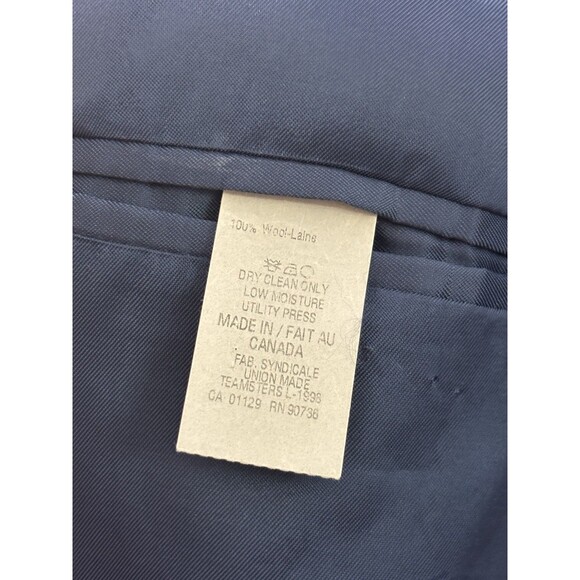 100% Wool-Laine
DRY CLEAN ONLY
LOW MOISTURE
UTILITY PRESS
MADE IN / FAIT AU
CANADA
FAB. SYNDICALE
UNION MADE
TEAMSTERS L-1998
CA 01129 RN 90736